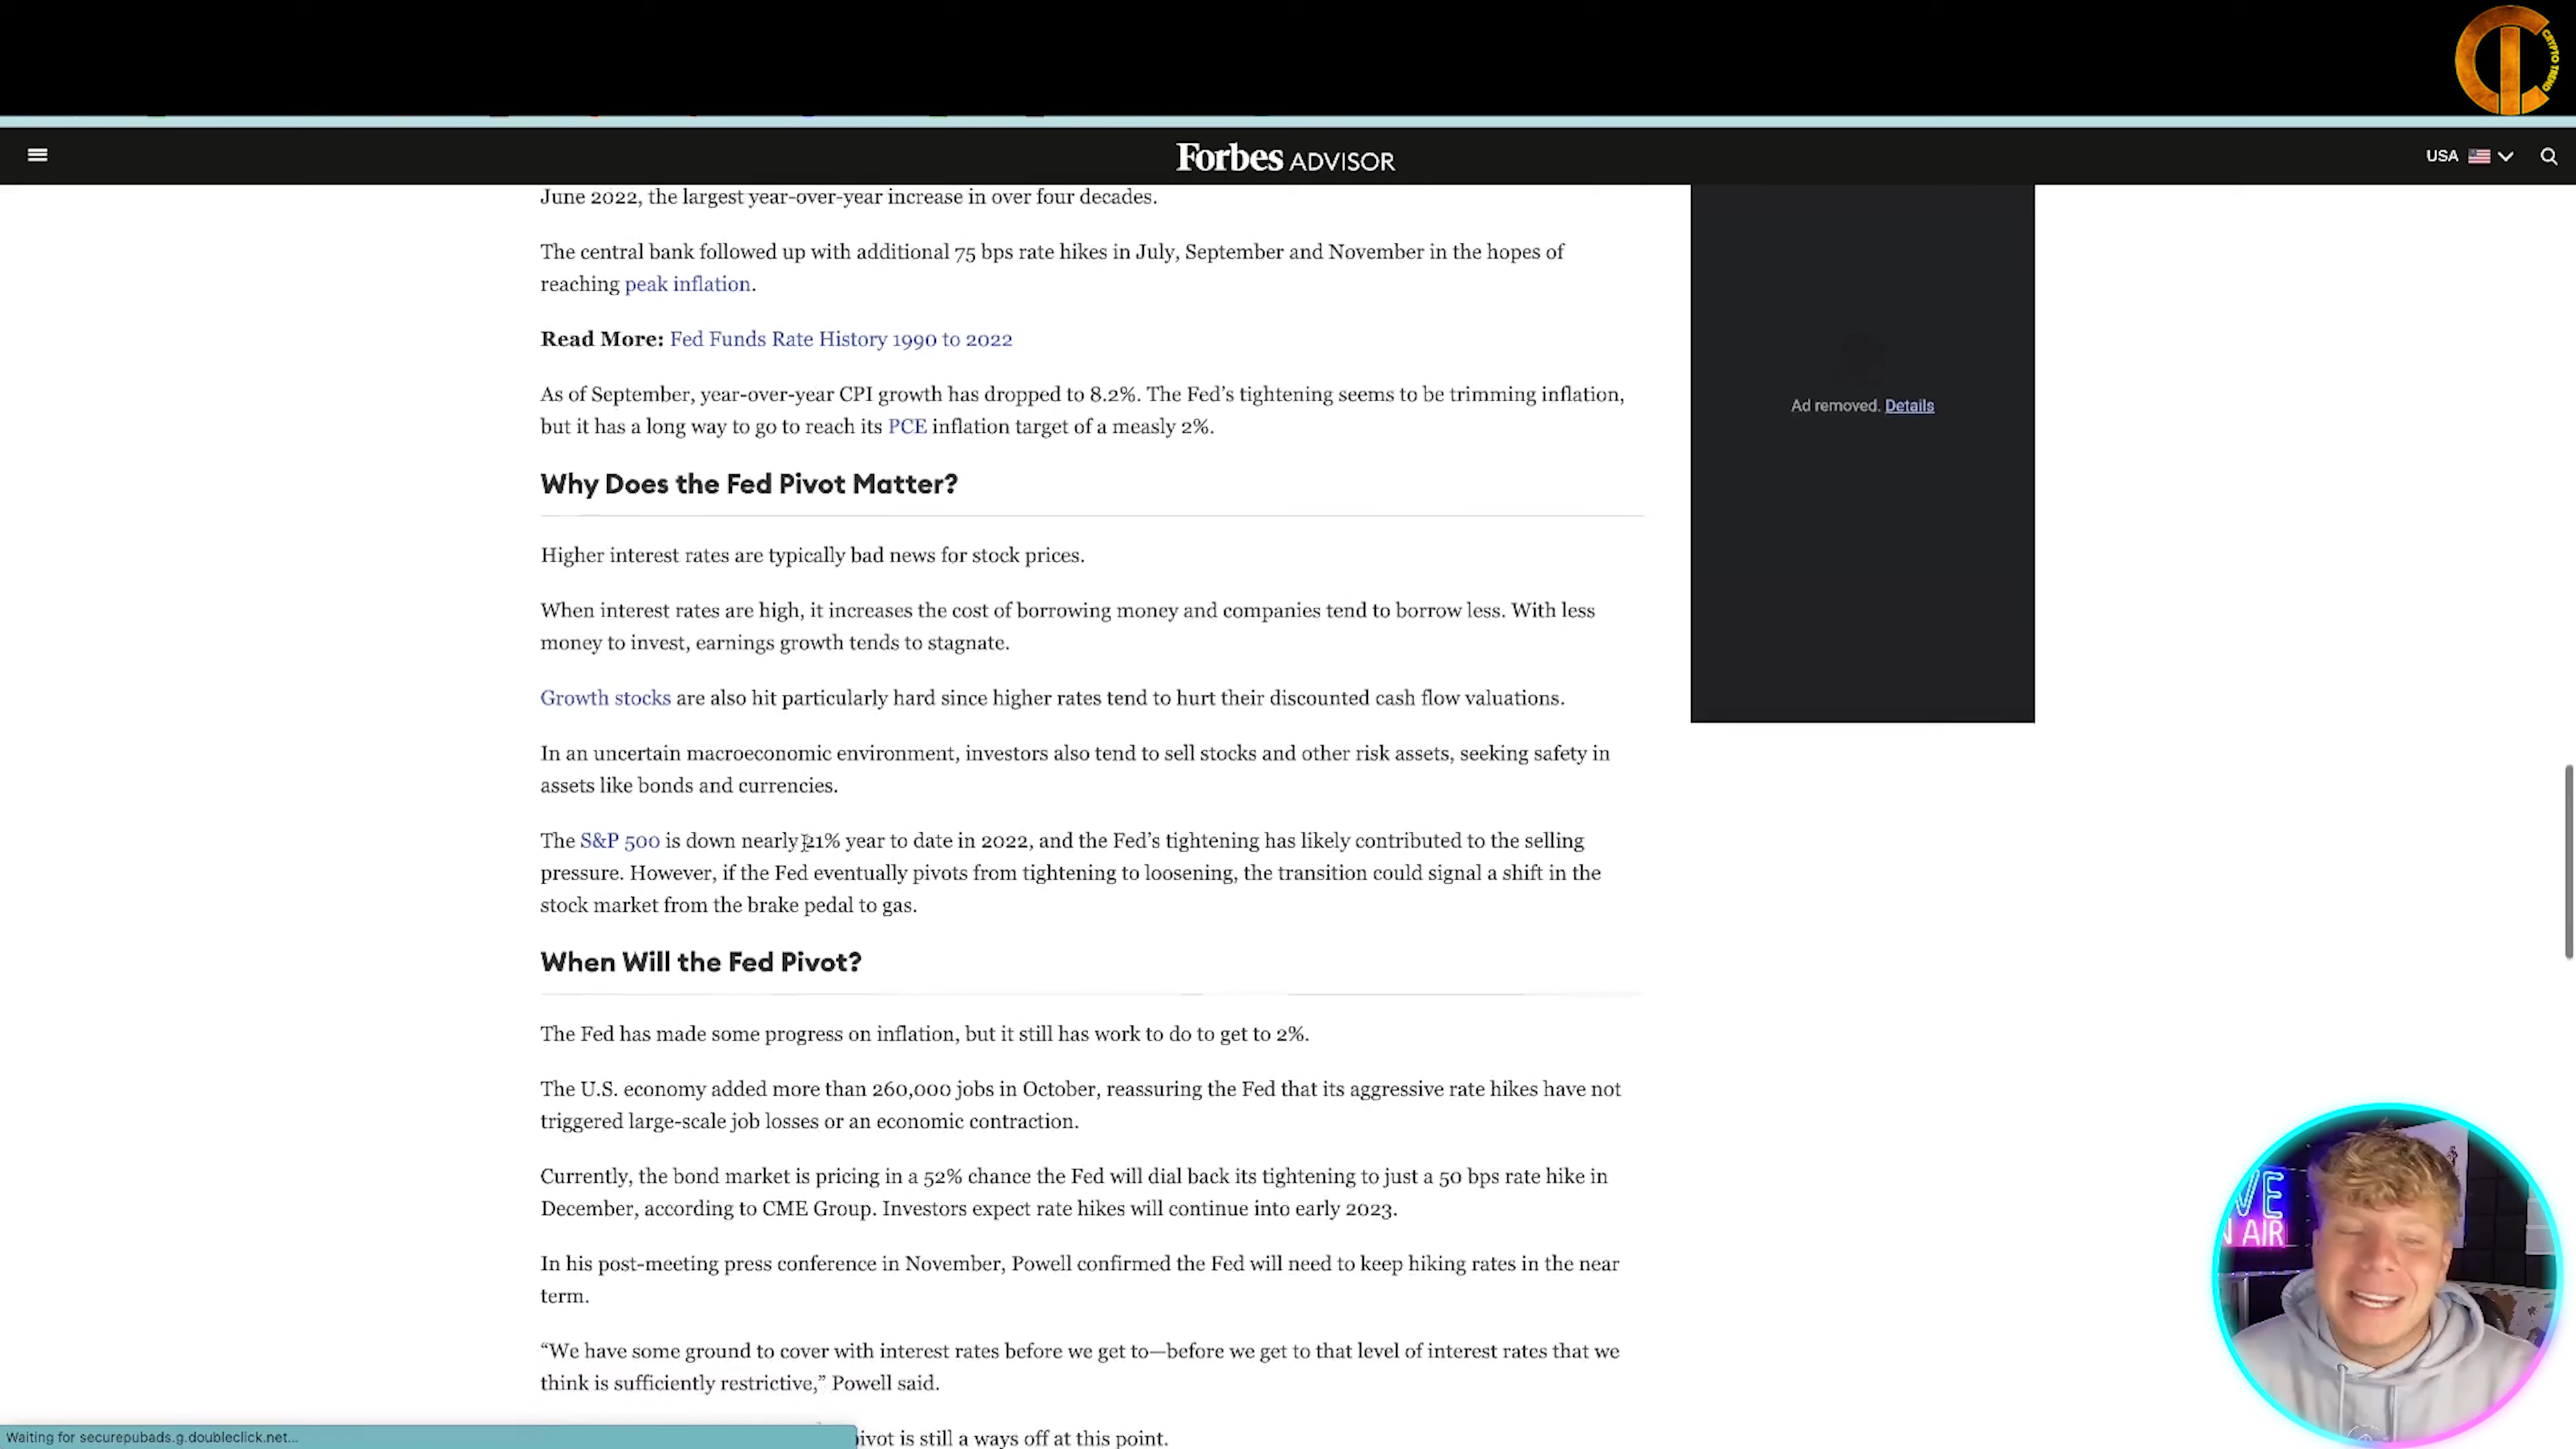 CRYPTO TREND
Forbes ADVISOR
USA
June 2022, the largest year-over-year increase in over four decades.
The central bank followed up with additional 75 bps rate hikes in July, September and November in the hopes of
reaching peak inflation.
Read More: Fed Funds Rate History 1990 to 2022
As of September, year-over-year CPI growth has dropped to 8.2%. The Fed’s tightening seems to be trimming inflation,
but it has a long way to go to reach its PCE inflation target of a measly 2%.
Ad removed. Details
Why Does the Fed Pivot Matter?
Higher interest rates are typically bad news for stock prices.
When interest rates are high, it increases the cost of borrowing money and companies tend to borrow less. With less
money to invest, earnings growth tends to stagnate.
Growth stocks are also hit particularly hard since higher rates tend to hurt their discounted cash flow valuations.
In an uncertain macroeconomic environment, investors also tend to sell stocks and other risk assets, seeking safety in
assets like bonds and currencies.
The S&P 500 is down nearly 21% year to date in 2022, and the Fed’s tightening has likely contributed to the selling
pressure. However, if the Fed eventually pivots from tightening to loosening, the transition could signal a shift in the
stock market from the brake pedal to gas.
When Will the Fed Pivot?
The Fed has made some progress on inflation, but it still has work to do to get to 2%.
The U.S. economy added more than 260,000 jobs in October, reassuring the Fed that its aggressive rate hikes have not
triggered large-scale job losses or an economic contraction.
Currently, the bond market is pricing in a 52% chance the Fed will dial back its tightening to just a 50 bps rate hike in
December, according to CME Group. Investors expect rate hikes will continue into early 2023.
In his post-meeting press conference in November, Powell confirmed the Fed will need to keep hiking rates in the near
term.
“We have some ground to cover with interest rates before we get to—before we get to that level of interest rates that we
think is sufficiently restrictive,” Powell said.
ivot is still a ways off at this point.
Waiting for securepubads.g.doubleclick.net...
VE
N AIR